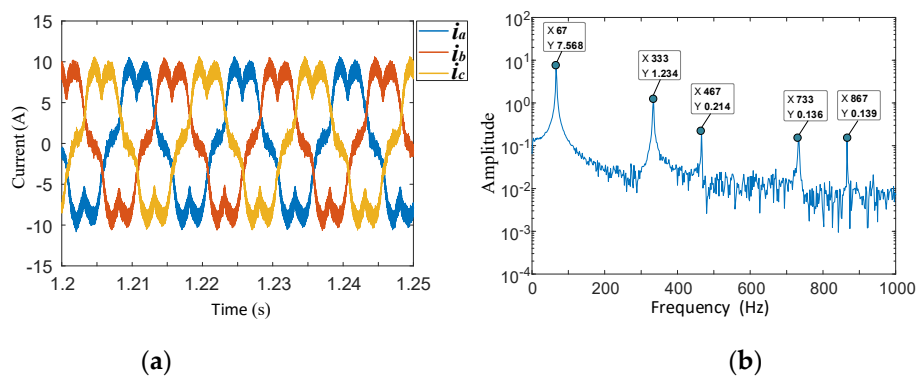 15
10
5
0
-5
-10
-15
Current (A)
1.2 1.21 1.22 1.23 1.24 1.25
Time (s)
ia
ib
ic
(a)
10^2
10^1
10^0
10^-1
10^-2
10^-3
10^-4
Amplitude
X 67
Y 7.568
X 333
Y 1.234
X 467
Y 0.214
X 733
Y 0.136
X 867
Y 0.139
0 200 400 600 800 1000
Frequency (Hz)
(b)